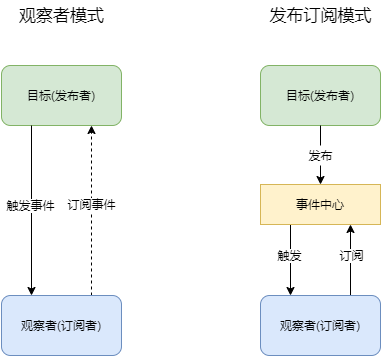 观察者模式
发布订阅模式
目标(发布者)
目标(发布者)
发布
触发事件
订阅事件
事件中心
触发
订阅
观察者(订阅者)
观察者(订阅者)